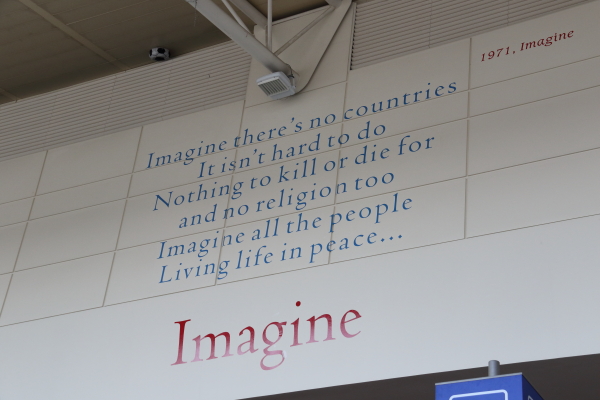 1971, Imagine
Imagine there's no countries
It isn't hard to do
Nothing to kill or die for
and no religion too
Imagine all the people
Living life in peace...
Imagine